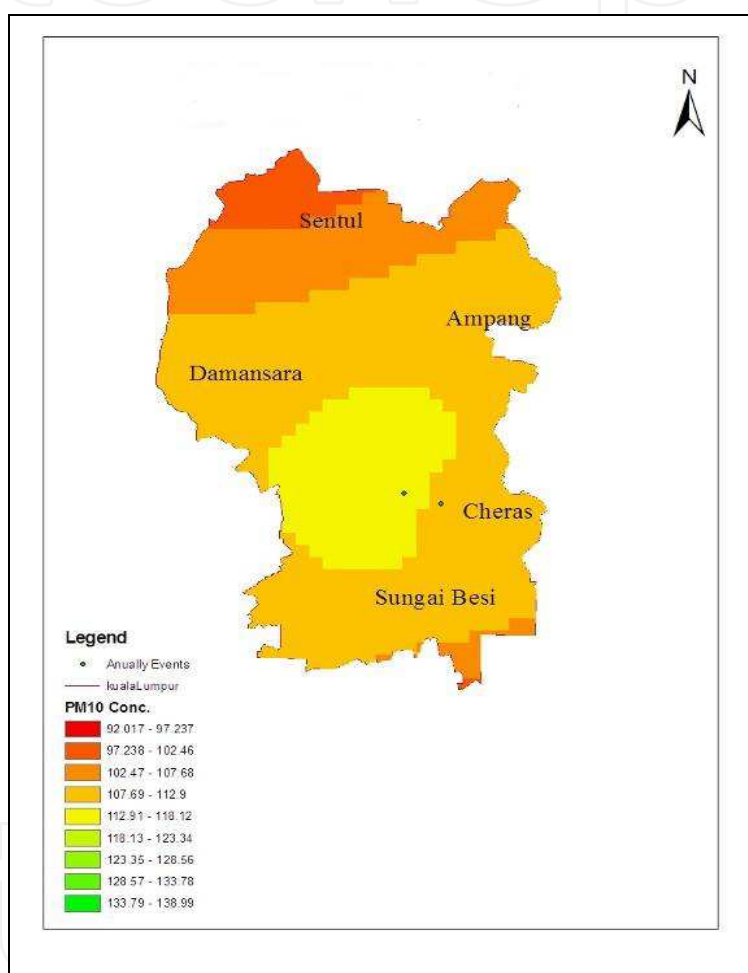 N
Sentul
Ampang
Damansara
Cheras
Sungai Besi
Legend
Anually Events
kualaLumpur
PM10 Conc.
92.017 - 97.237
97.238 - 102.46
102.47 - 107.68
107.69 - 112.9
112.91 - 118.12
118.13 - 123.34
123.35 - 128.56
128.57 - 133.78
133.79 - 138.99